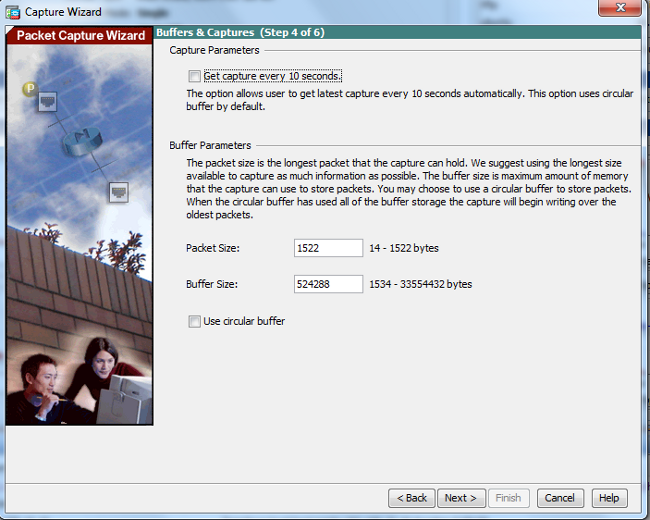 Capture Wizard
Packet Capture Wizard
Buffers & Captures (Step 4 of 6)
Capture Parameters
Get capture every 10 seconds.
The option allows user to get latest capture every 10 seconds automatically. This option uses circular
buffer by default.
P
Buffer Parameters
The packet size is the longest packet that the capture can hold. We suggest using the longest size
available to capture as much information as possible. The buffer size is maximum amount of memory
that the capture can use to store packets. You may choose to use a circular buffer to store packets.
When the circular buffer has used all of the buffer storage the capture will begin writing over the
oldest packets.
Packet Size: 1522 14 - 1522 bytes
Buffer Size: 524288 1534 - 33554432 bytes
Use circular buffer
< Back Next > Finish Cancel Help